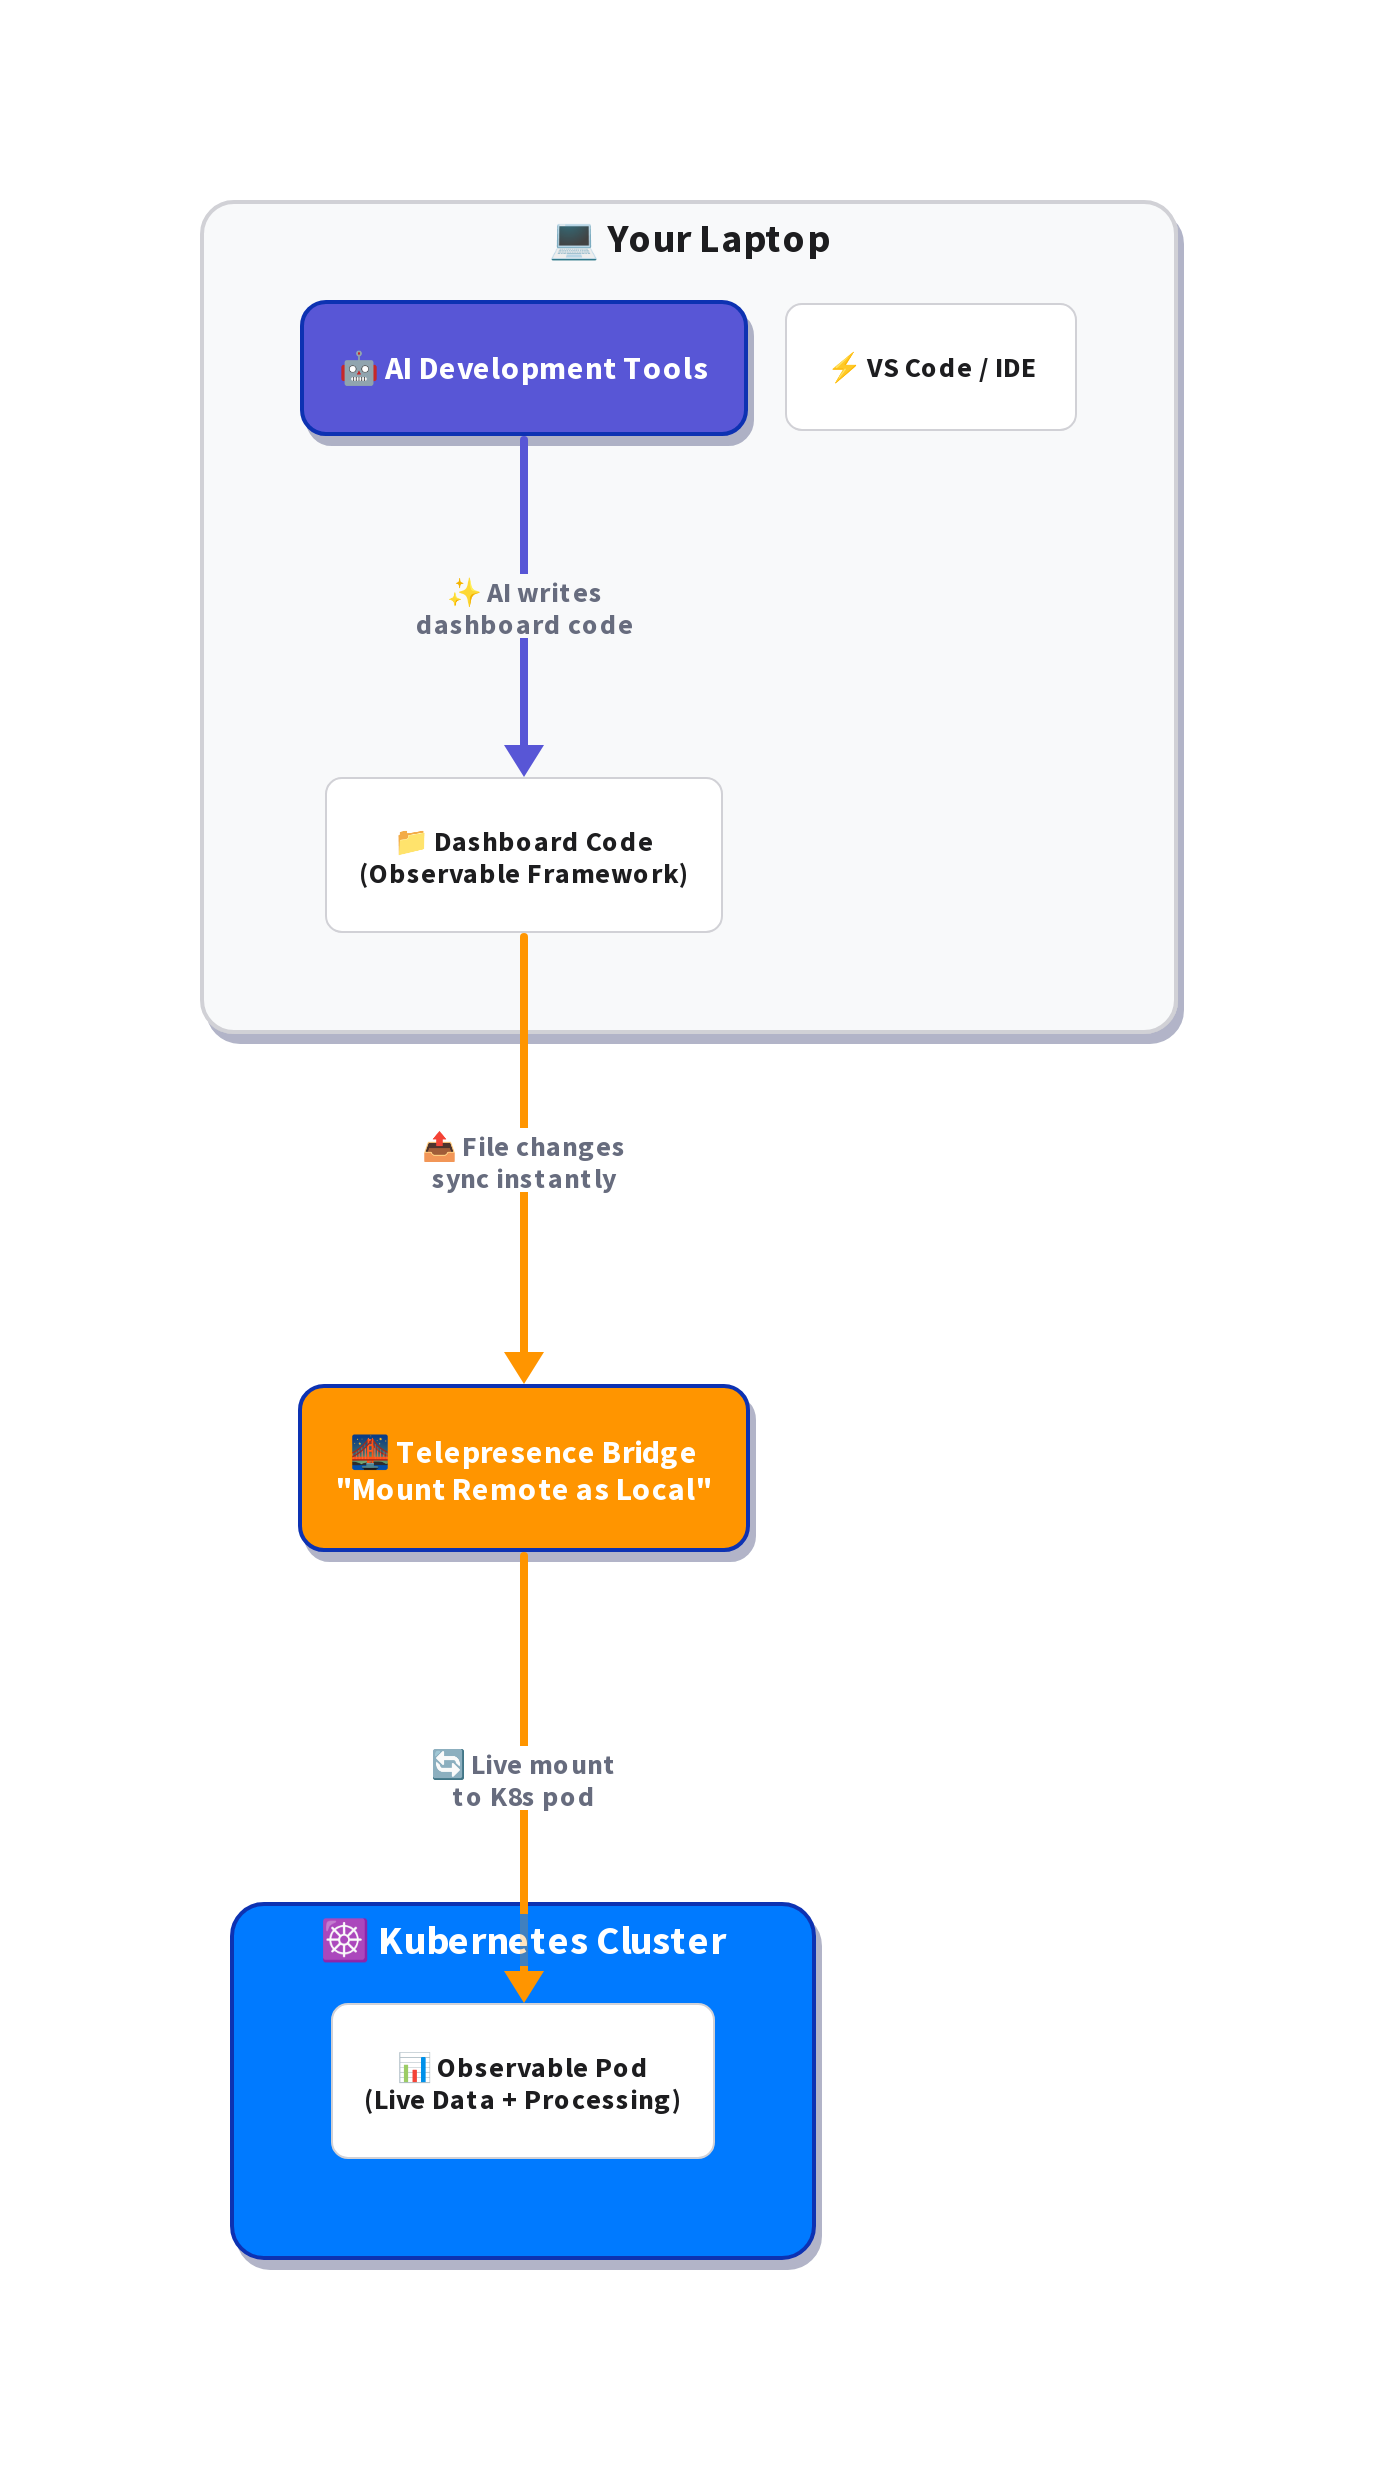 💻 Your Laptop
🤖 AI Development Tools
⚡ VS Code / IDE
✨ AI writes
dashboard code
📁 Dashboard Code
(Observable Framework)
📤 File changes
sync instantly
🌉 Telepresence Bridge
"Mount Remote as Local"
🔄 Live mount
to K8s pod
☸️ Kubernetes Cluster
📊 Observable Pod
(Live Data + Processing)